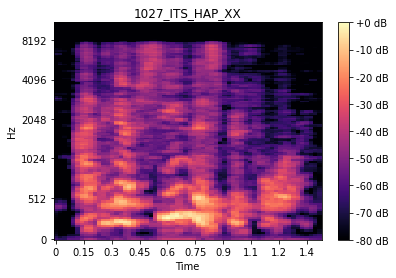 1027_ITS_HAP_XX
+0 dB
8192
-10 dB
4096
-20 dB
-30 dB
2048
Hz
-40 dB
1024
-50 dB
512
-60 dB
-70 dB
0
-80 dB
0 0.15 0.3 0.45 0.6 0.75 0.9 1.1 1.2 1.4
Time